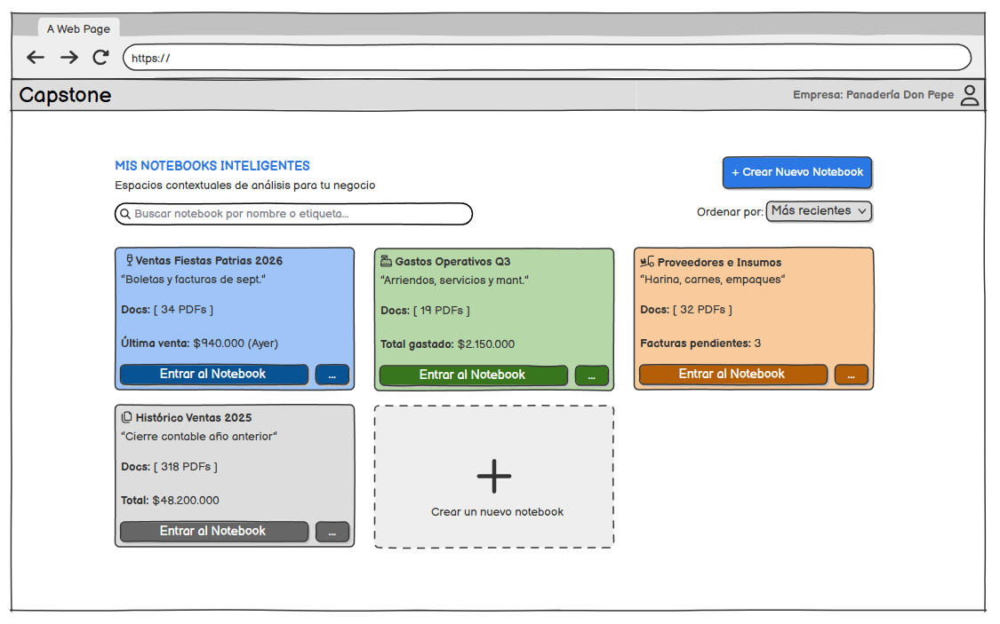 A Web Page
https://
Capstone
Empresa: Panadería Don Pepe
MIS NOTEBOOKS INTELIGENTES
+ Crear Nuevo Notebook
Espacios contextuales de análisis para tu negocio
Buscar notebook por nombre o etiqueta...
Ordenar por: Más recientes
Ventas Fiestas Patrias 2026
"Boletas y facturas de sept."
Docs: [ 34 PDFs ]
Última venta: $940.000 (Ayer)
Entrar al Notebook
...
Gastos Operativos Q3
"Arriendos, servicios y mant."
Docs: [ 19 PDFs ]
Total gastado: $2.150.000
Entrar al Notebook
...
Proveedores e Insumos
"Harina, carnes, empaques"
Docs: [ 32 PDFs ]
Facturas pendientes: 3
Entrar al Notebook
...
Histórico Ventas 2025
"Cierre contable año anterior"
Docs: [ 318 PDFs ]
Total: $48.200.000
Entrar al Notebook
...
Crear un nuevo notebook